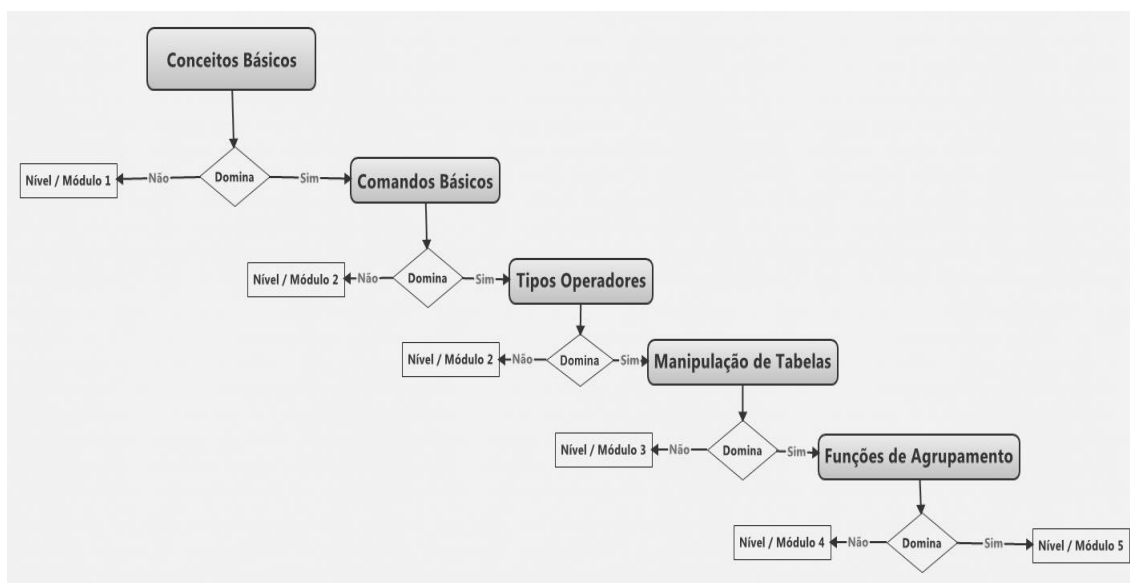 Conceitos Básicos
Nível / Módulo 1
Não
Domina
Sim
Comandos Básicos
Nível / Módulo 2
Não
Domina
Sim
Tipos Operadores
Nível / Módulo 2
Não
Domina
Sim
Manipulação de Tabelas
Nível / Módulo 3
Não
Domina
Sim
Funções de Agrupamento
Nível / Módulo 4
Não
Domina
Sim
Nível / Módulo 5